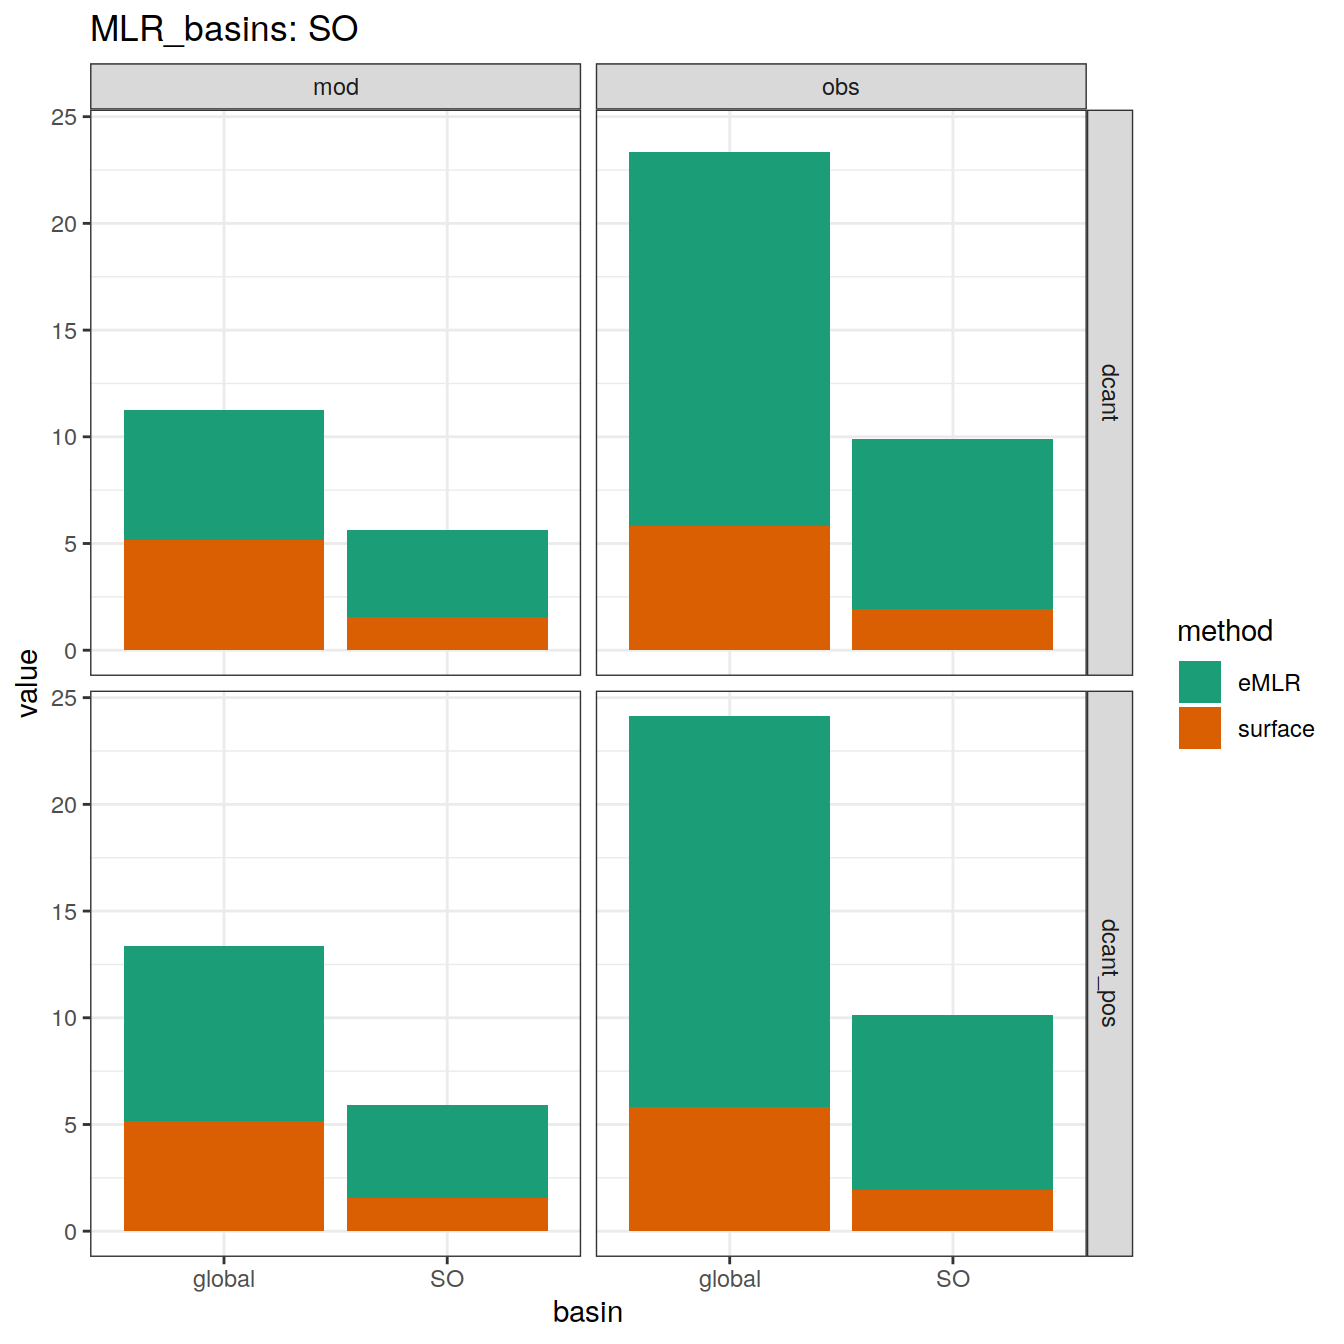 MLR_basins: SO
mod
obs
25
20
15
10
5
0
dcant
25
20
15
10
5
0
dcant_pos
value
global
SO
global
SO
basin
method
eMLR
surface